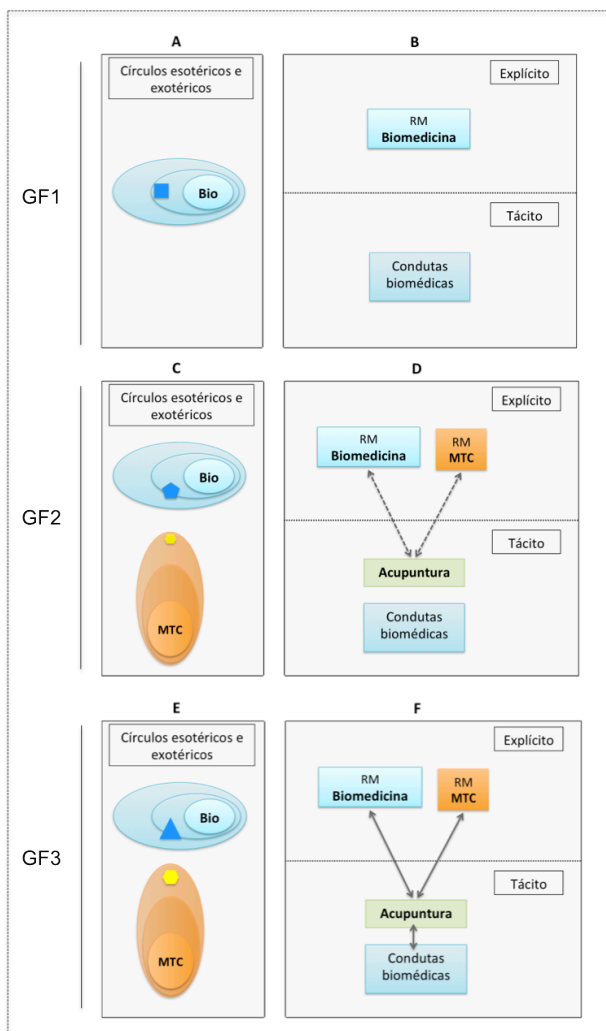 A
B
Círculos esotéricos e
exotéricos
Explícito
RM
Biomedicina
GF1
Bio
Tácito
Condutas
biomédicas
C
D
Círculos esotéricos e
exotéricos
Explícito
RM
Biomedicina
RM
MTC
Bio
GF2
Tácito
Acupuntura
MTC
Condutas
biomédicas
E
F
Círculos esotéricos e
exotéricos
Explícito
RM
Biomedicina
RM
MTC
Bio
GF3
Tácito
Acupuntura
MTC
Condutas
biomédicas